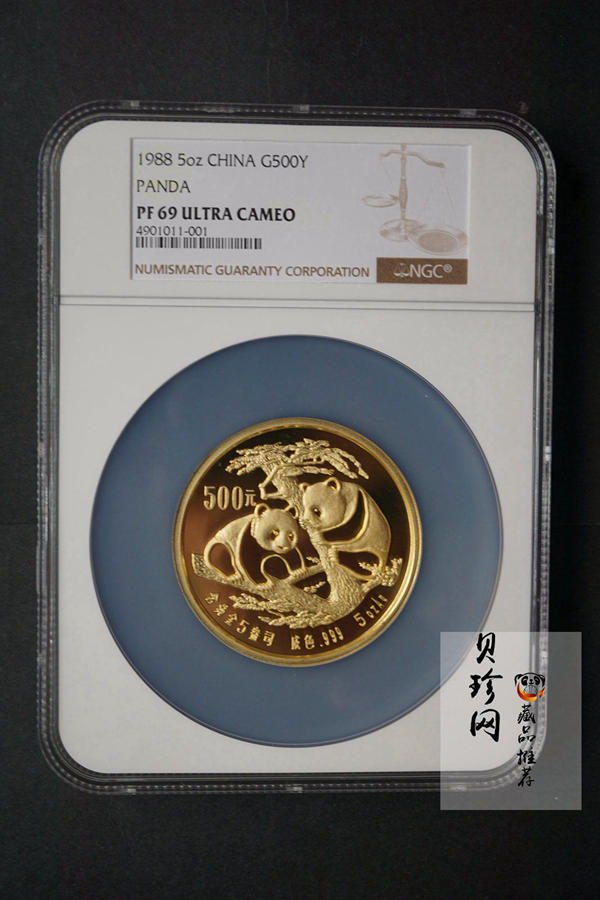 1988 5oz CHINA G500Y
PANDA
PF 69 ULTRA CAMEO
4901011-001
NUMISMATIC GUARANTY CORPORATION
NGC®
500元
含纯金5盎司 成色.999 5oz
贝珍网
藏品推荐